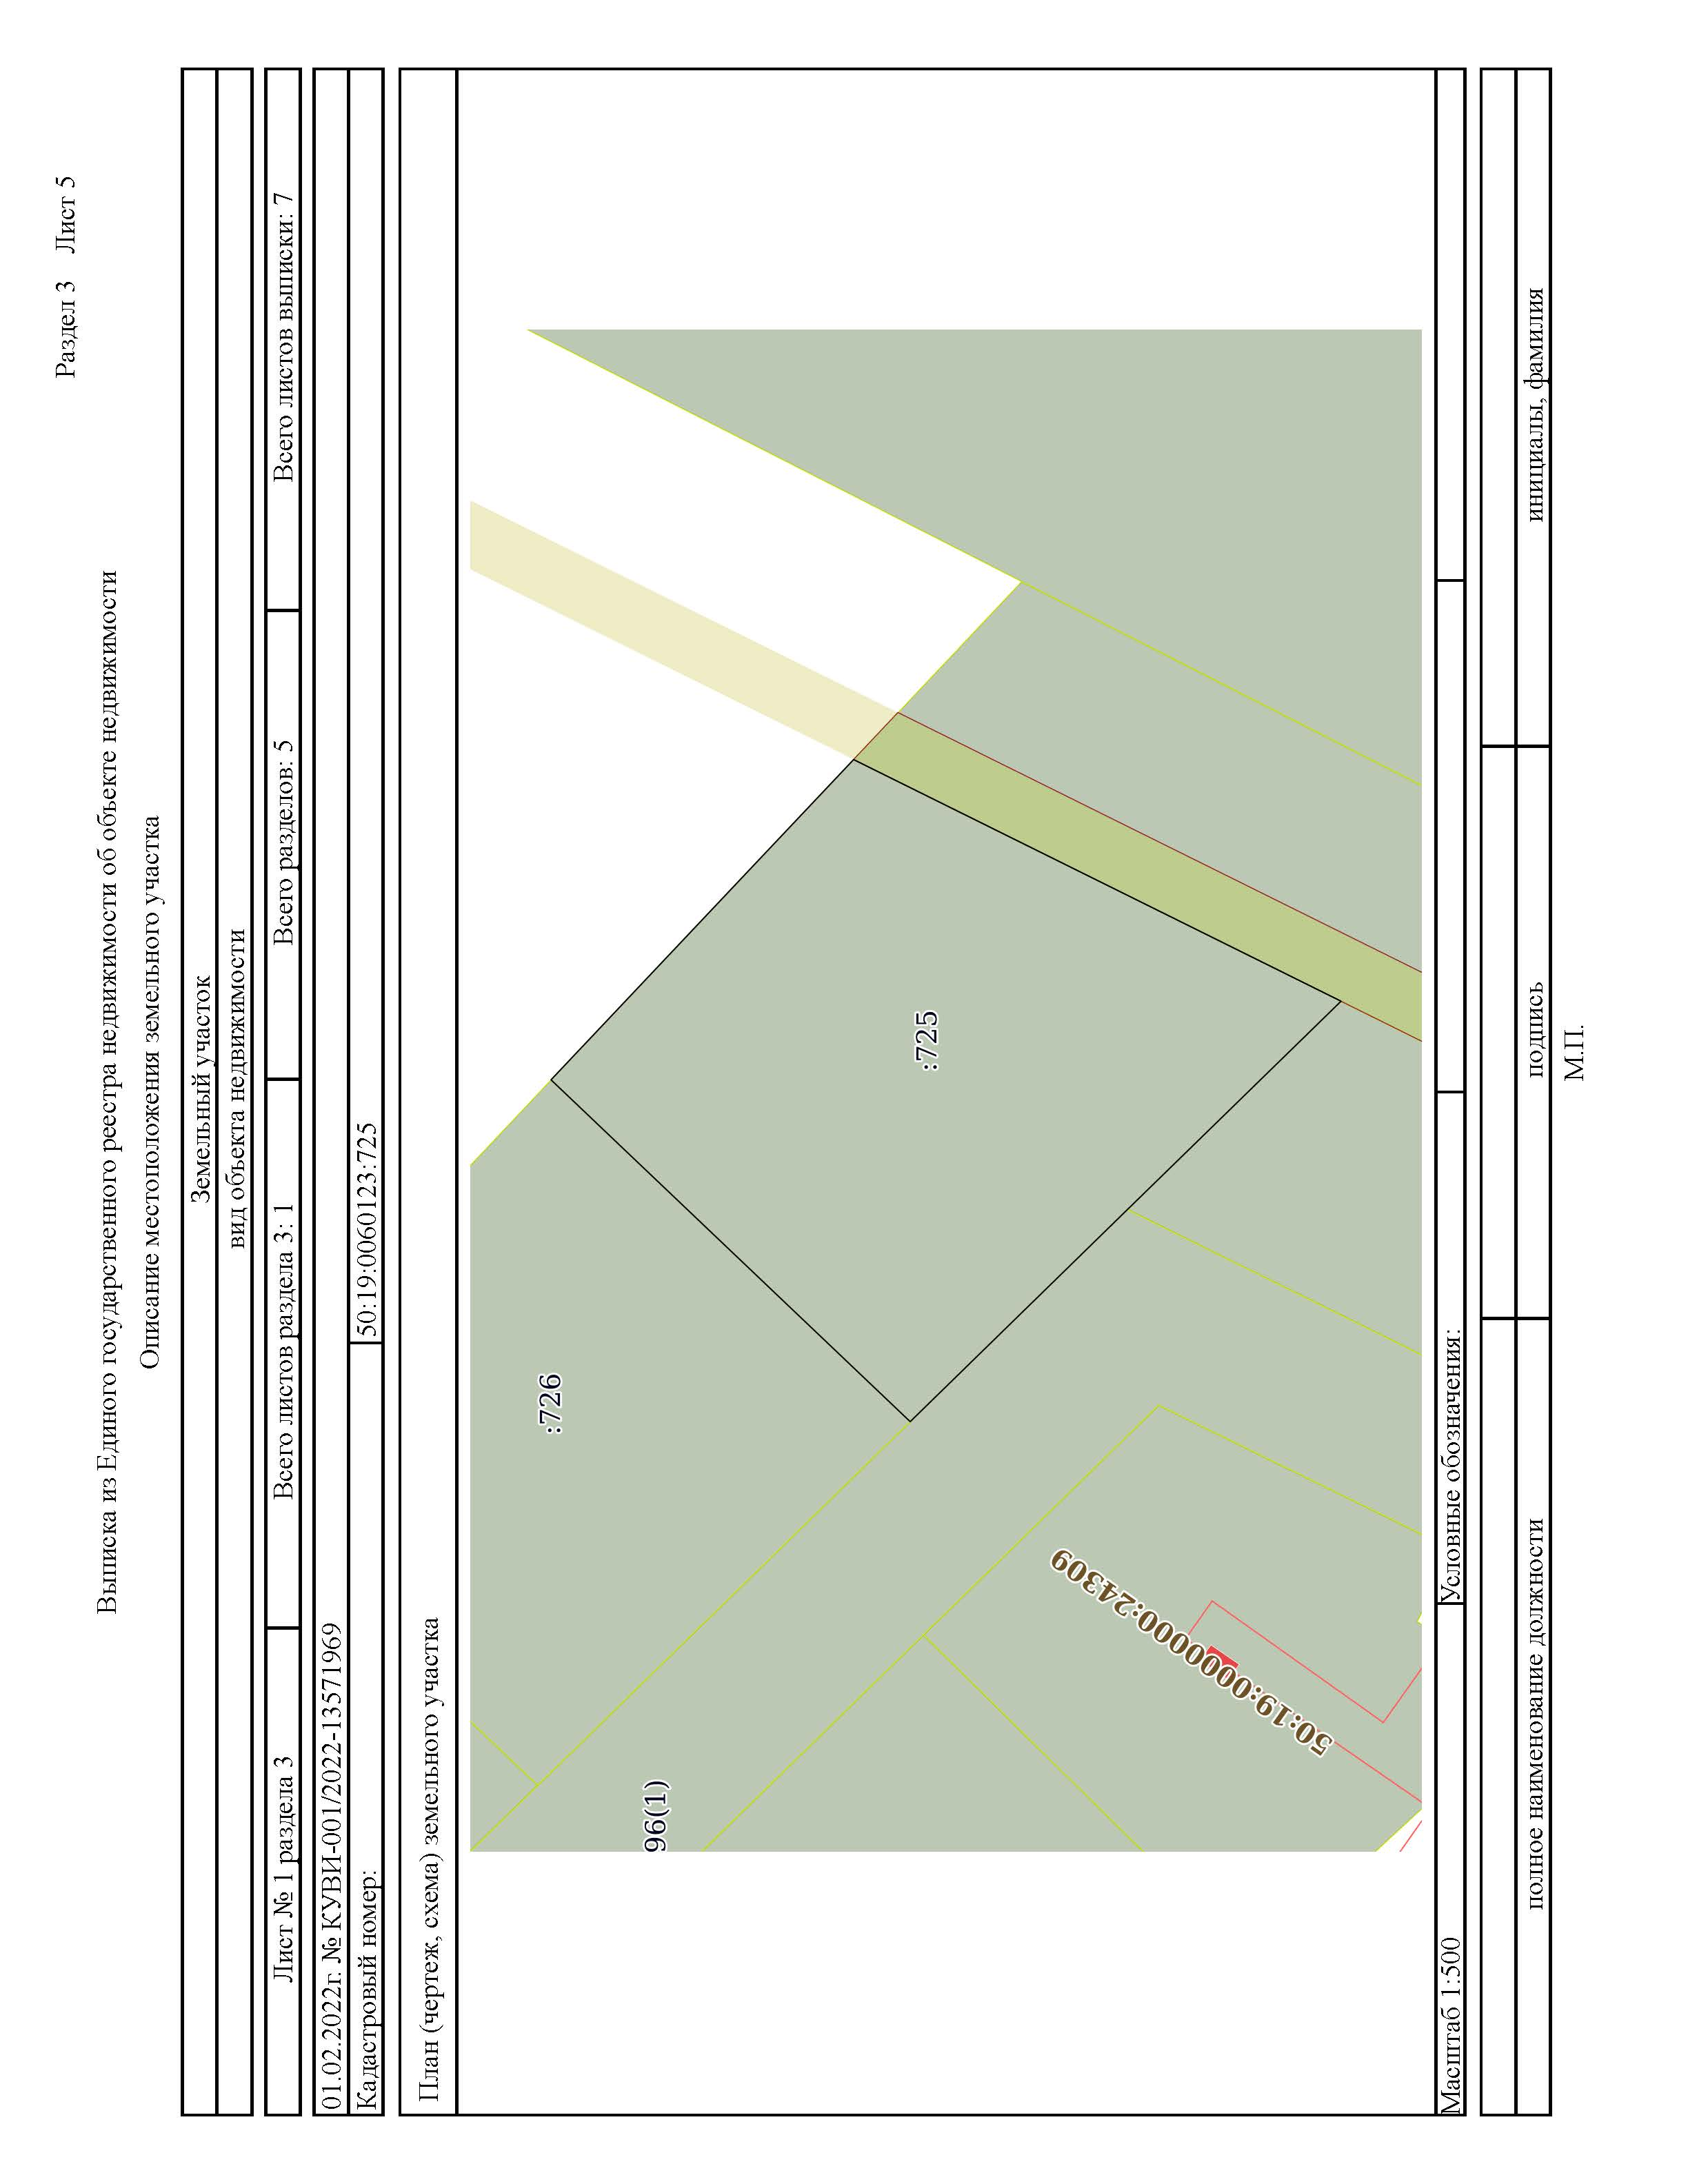 Раздел 3 Лист 5
Выписка из Единого государственного реестра недвижимости об объекте недвижимости
Описание местоположения земельного участка
Земельный участок
вид объекта недвижимости
Лист № 1 раздела 3 Всего листов раздела 3: 1 Всего разделов: 5 Всего листов выписки: 7
01.02.2022г. № КУВИ-001/2022-13571969
Кадастровый номер: 50:19:0060123:725
План (чертеж, схема) земельного участка
:726
96(1)
:725
50:19:0000000:24309
Масштаб 1:500 Условные обозначения:
полное наименование должности подпись инициалы, фамилия
М.П.